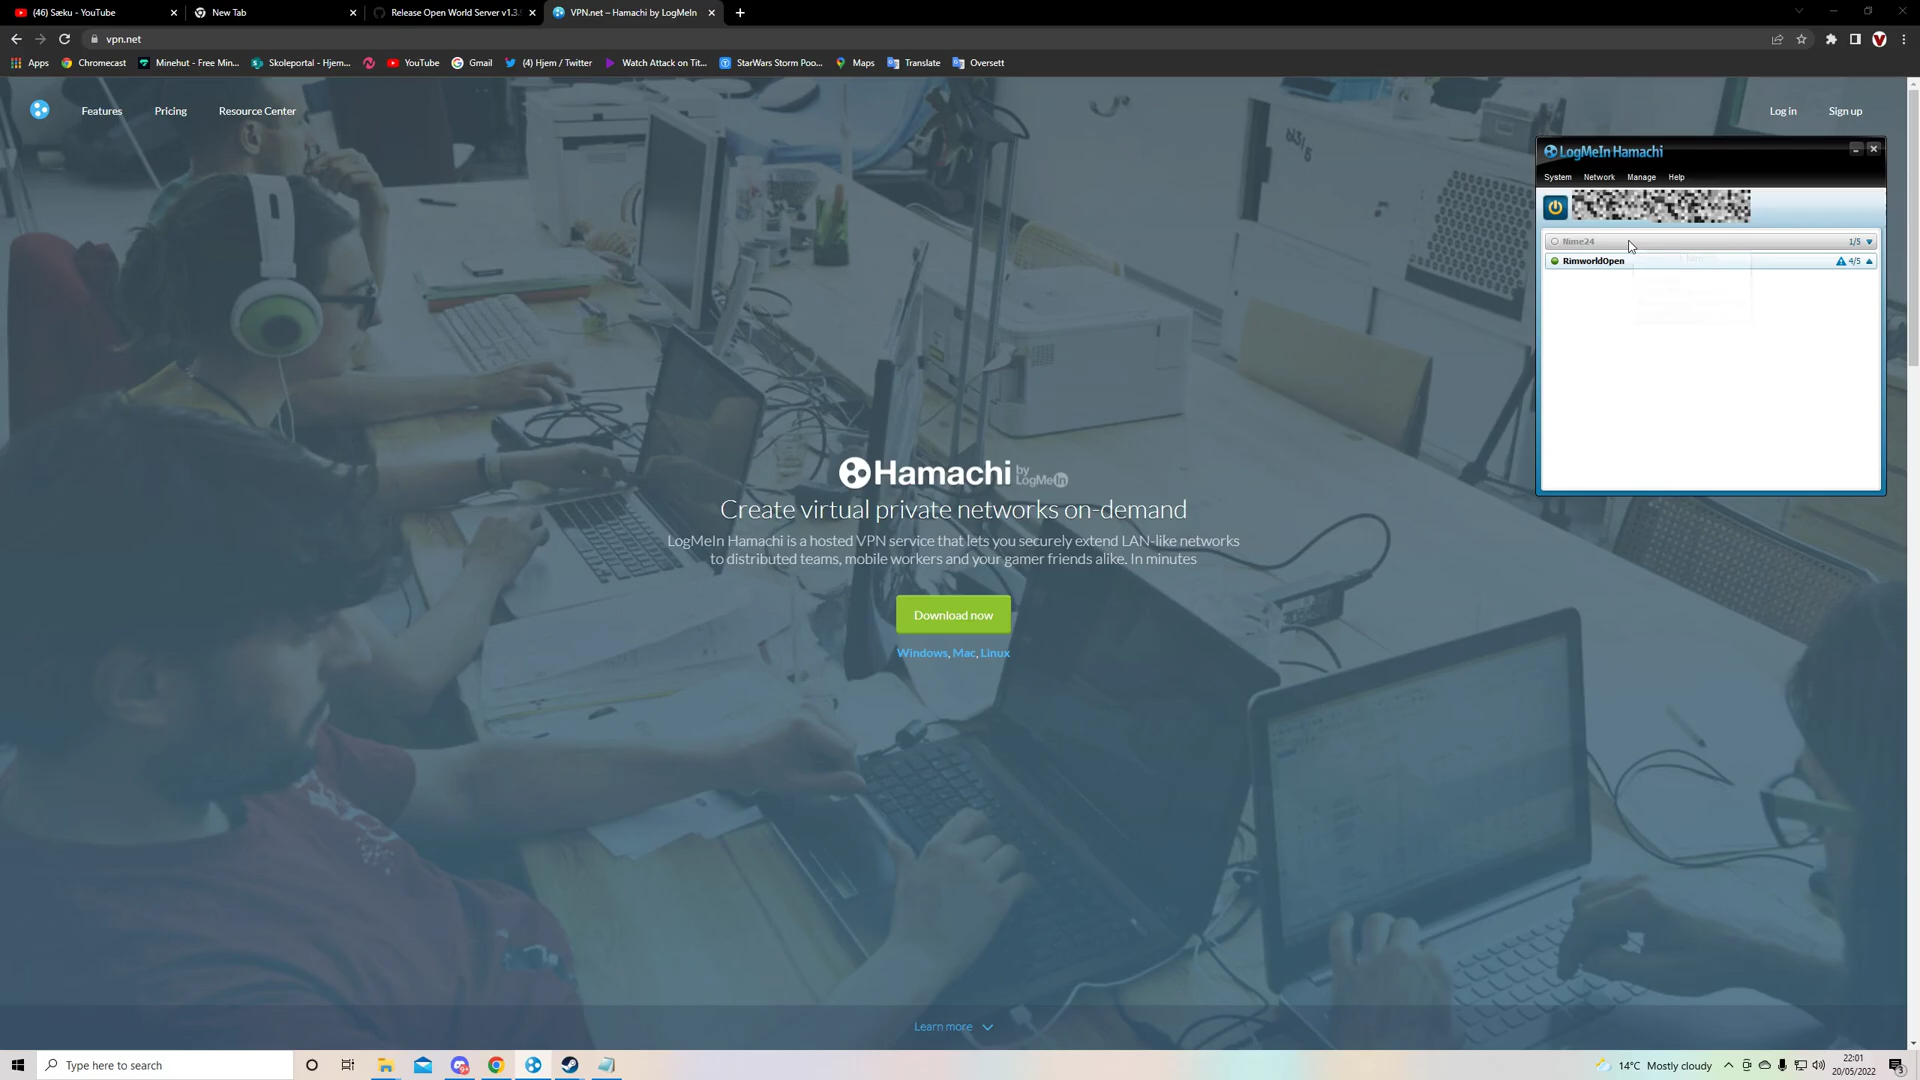 (46) Sæku - YouTube
New Tab
Release Open World Server v1.3.
VPN.net – Hamachi by LogMeIn
vpn.net
Apps
Chromecast
Minehut - Free Min...
Skoleportal - Hjem...
YouTube
Gmail
(4) Hjem / Twitter
Watch Attack on Tit...
StarWars Storm Poo...
Maps
Translate
Oversett
Features
Pricing
Resource Center
Log in
Sign up
LogMeIn Hamachi
System
Network
Manage
Help
Nime24
1/5
RimworldOpen
4/5
Hamachi by LogMeIn
Create virtual private networks on-demand
LogMeIn Hamachi is a hosted VPN service that lets you securely extend LAN-like networks
to distributed teams, mobile workers and your gamer friends alike. In minutes
Download now
Windows, Mac, Linux
Learn more
Type here to search
14°C Mostly cloudy
22:01
20/05/2022